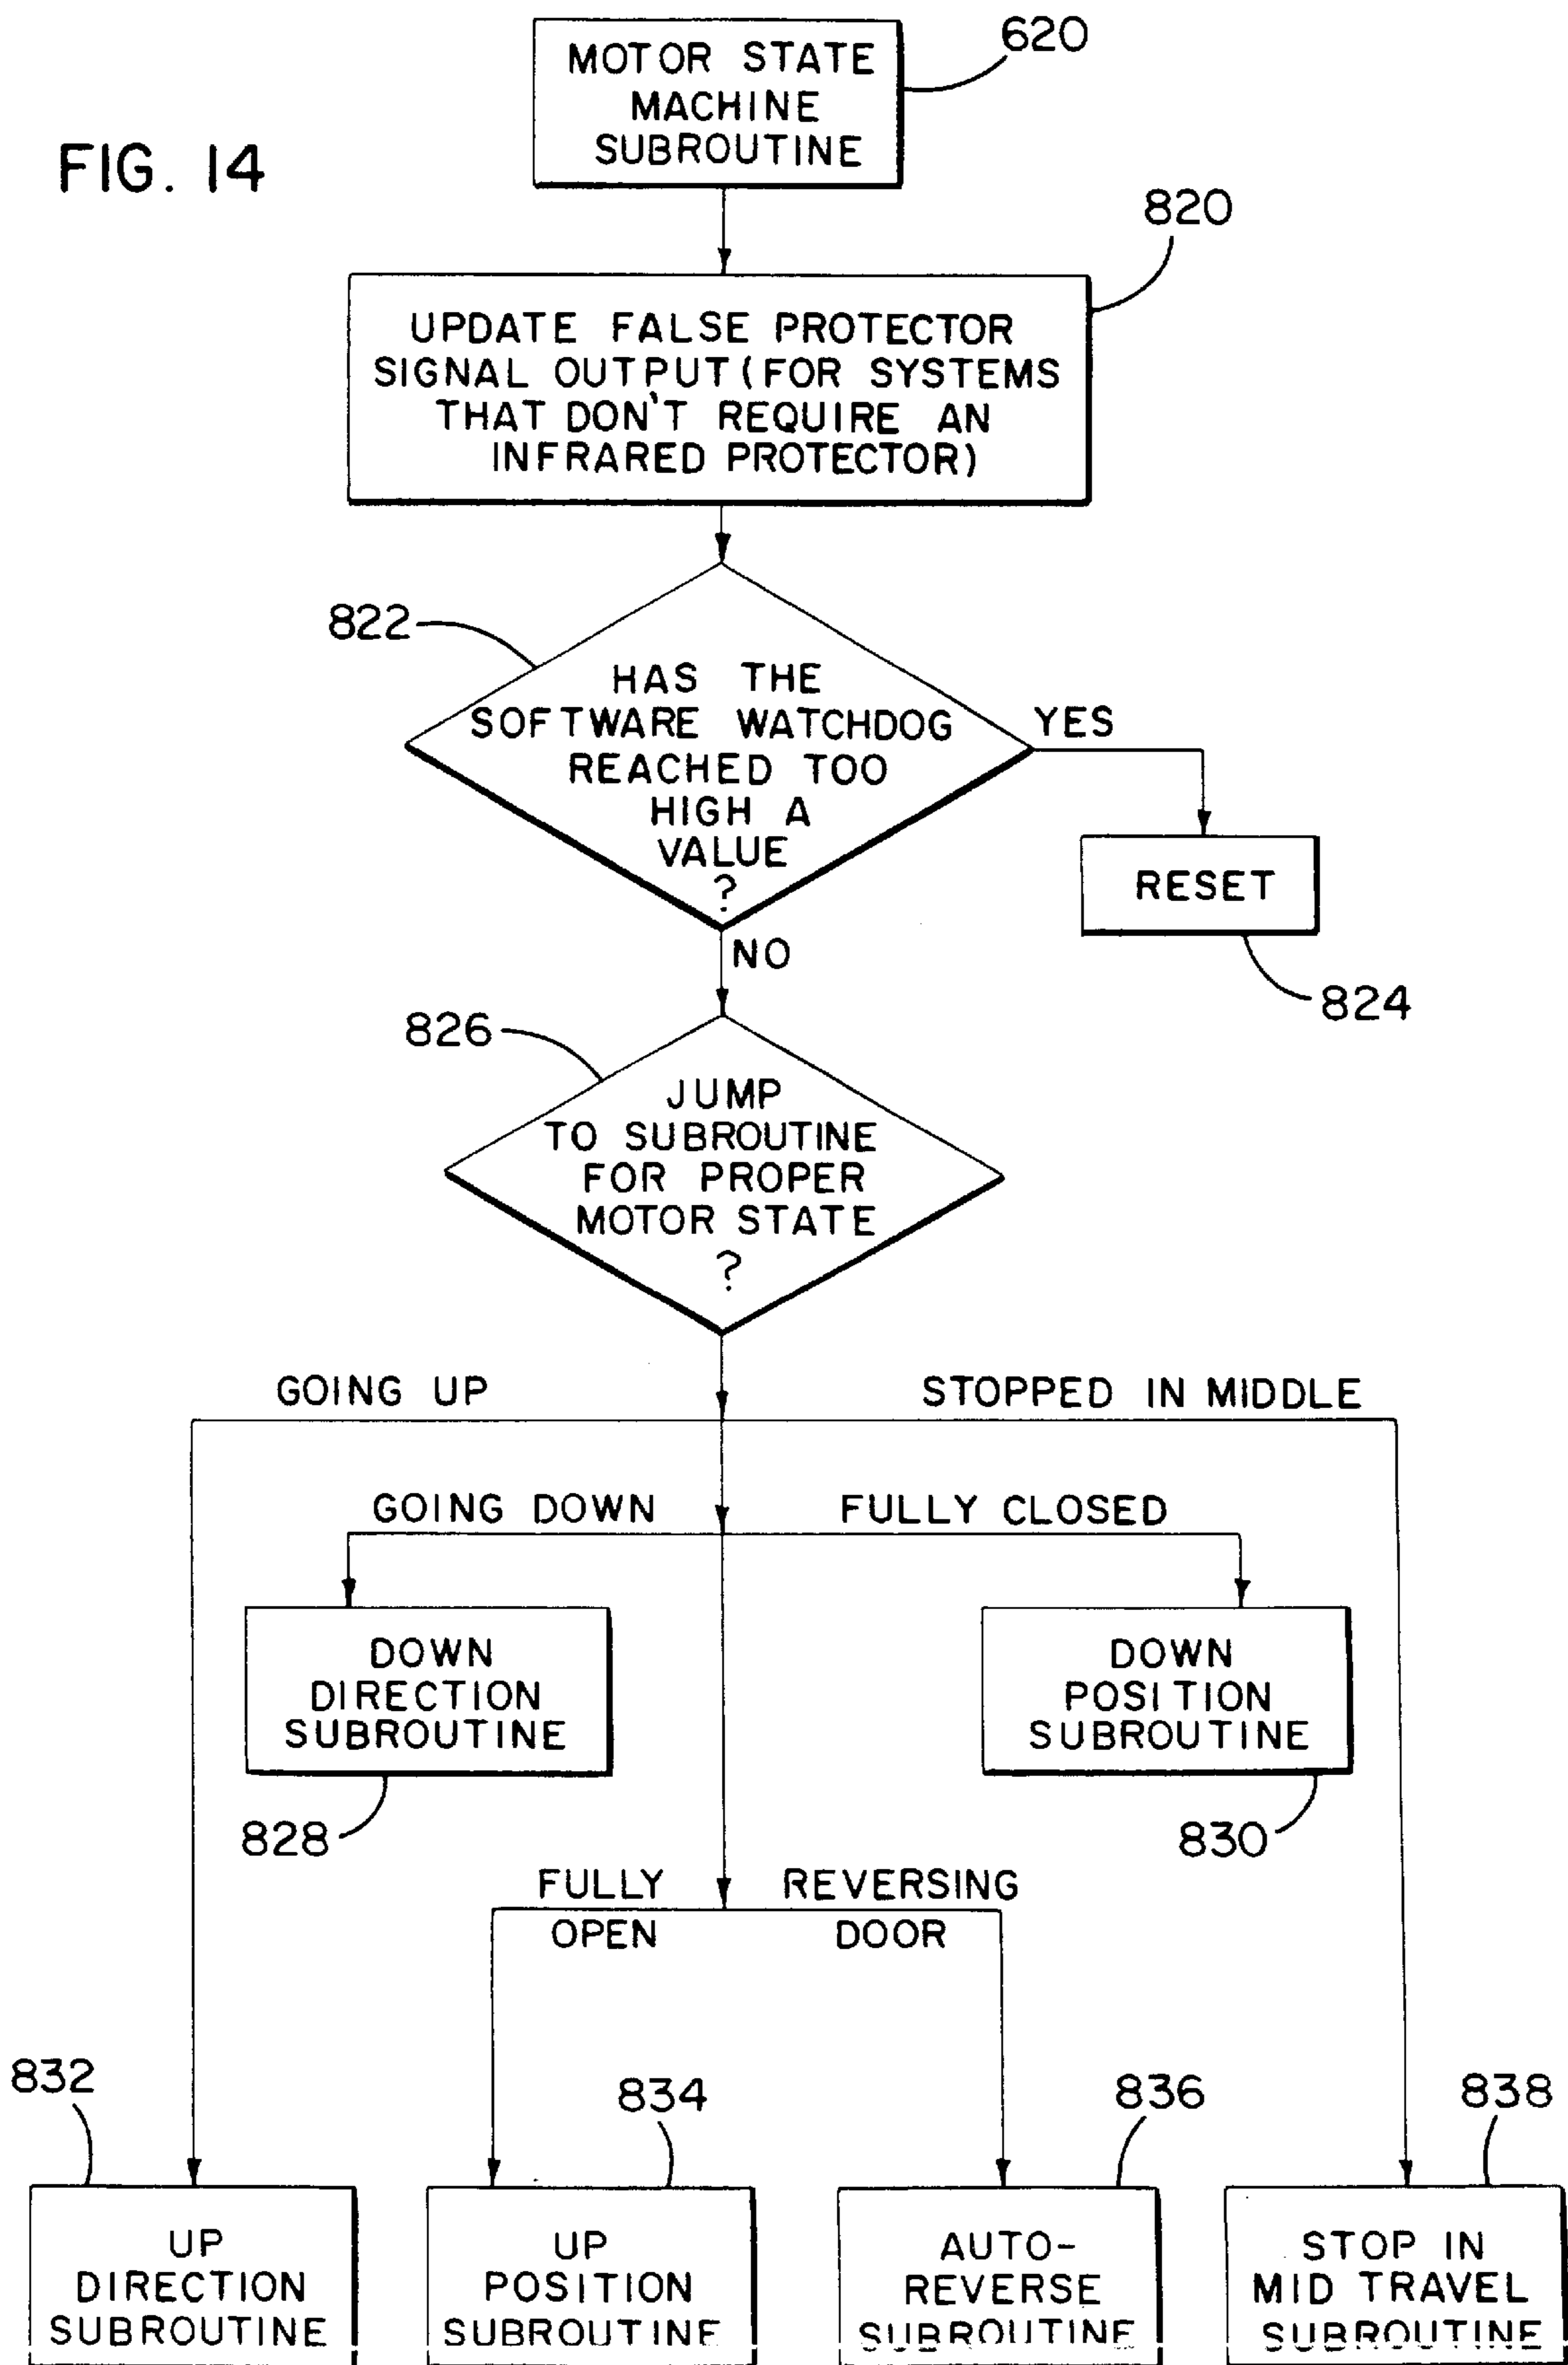 MOTOR STATE
MACHINE
SUBROUTINE
620
FIG. 14
820
UPDATE FALSE PROTECTOR
SIGNAL OUTPUT (FOR SYSTEMS
THAT DON'T REQUIRE AN
INFRARED PROTECTOR)
822
HAS THE
SOFTWARE WATCHDOG
REACHED TOO
HIGH A
VALUE
?
YES
RESET
824
NO
826
JUMP
TO SUBROUTINE
FOR PROPER
MOTOR STATE
?
GOING UP
STOPPED IN MIDDLE
GOING DOWN
FULLY CLOSED
DOWN
DIRECTION
SUBROUTINE
828
DOWN
POSITION
SUBROUTINE
830
FULLY
OPEN
REVERSING
DOOR
832
834
836
838
UP
DIRECTION
SUBROUTINE
UP
POSITION
SUBROUTINE
AUTO-
REVERSE
SUBROUTINE
STOP IN
MID TRAVEL
SUBROUTINE